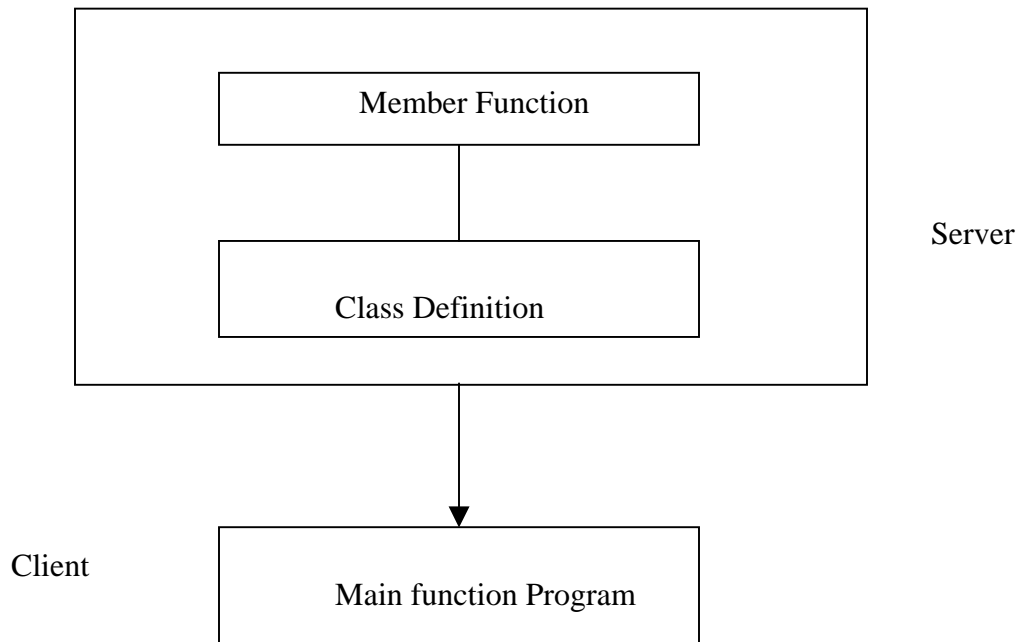 Member Function
Server
Class Definition
Client
Main function Program